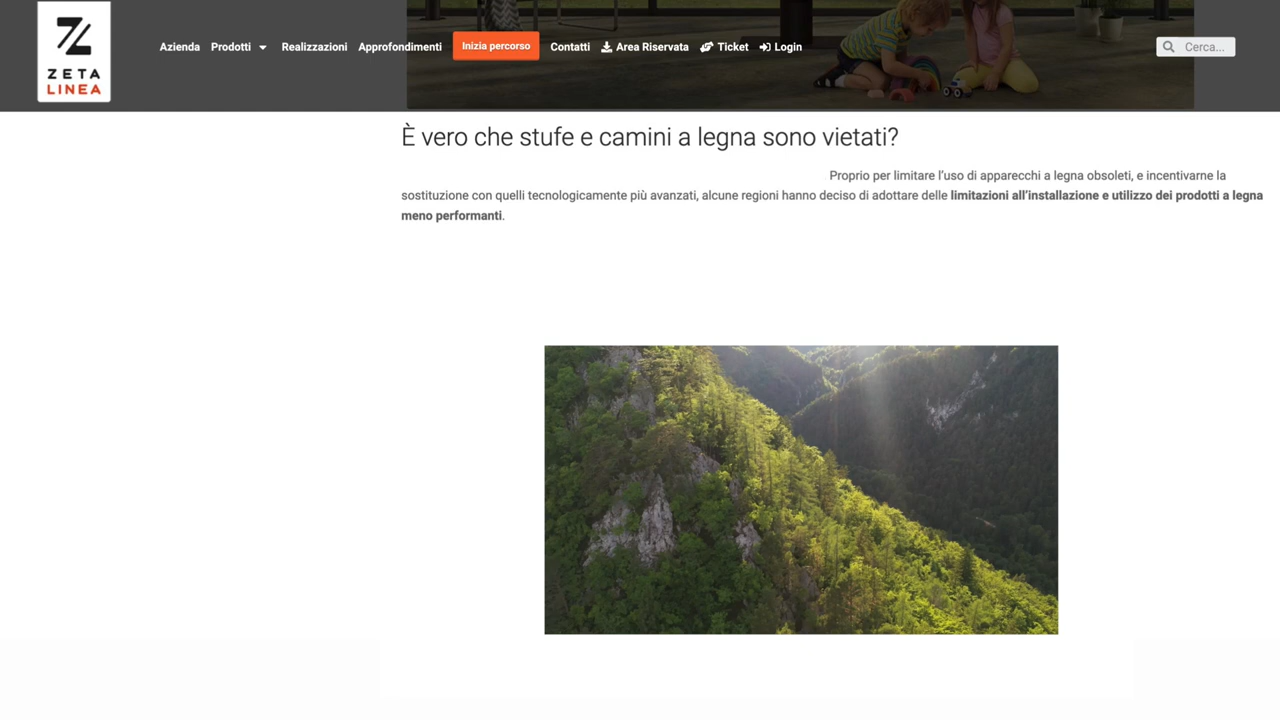 ZETA
LINEA
Azienda Prodotti Realizzazioni Approfondimenti Inizia percorso Contatti Area Riservata Ticket Login Cerca...
È vero che stufe e camini a legna sono vietati?
Proprio per limitare l'uso di apparecchi a legna obsoleti, e incentivarne la
sostituzione con quelli tecnologicamente più avanzati, alcune regioni hanno deciso di adottare delle limitazioni all'installazione e utilizzo dei prodotti a legna
meno performanti.